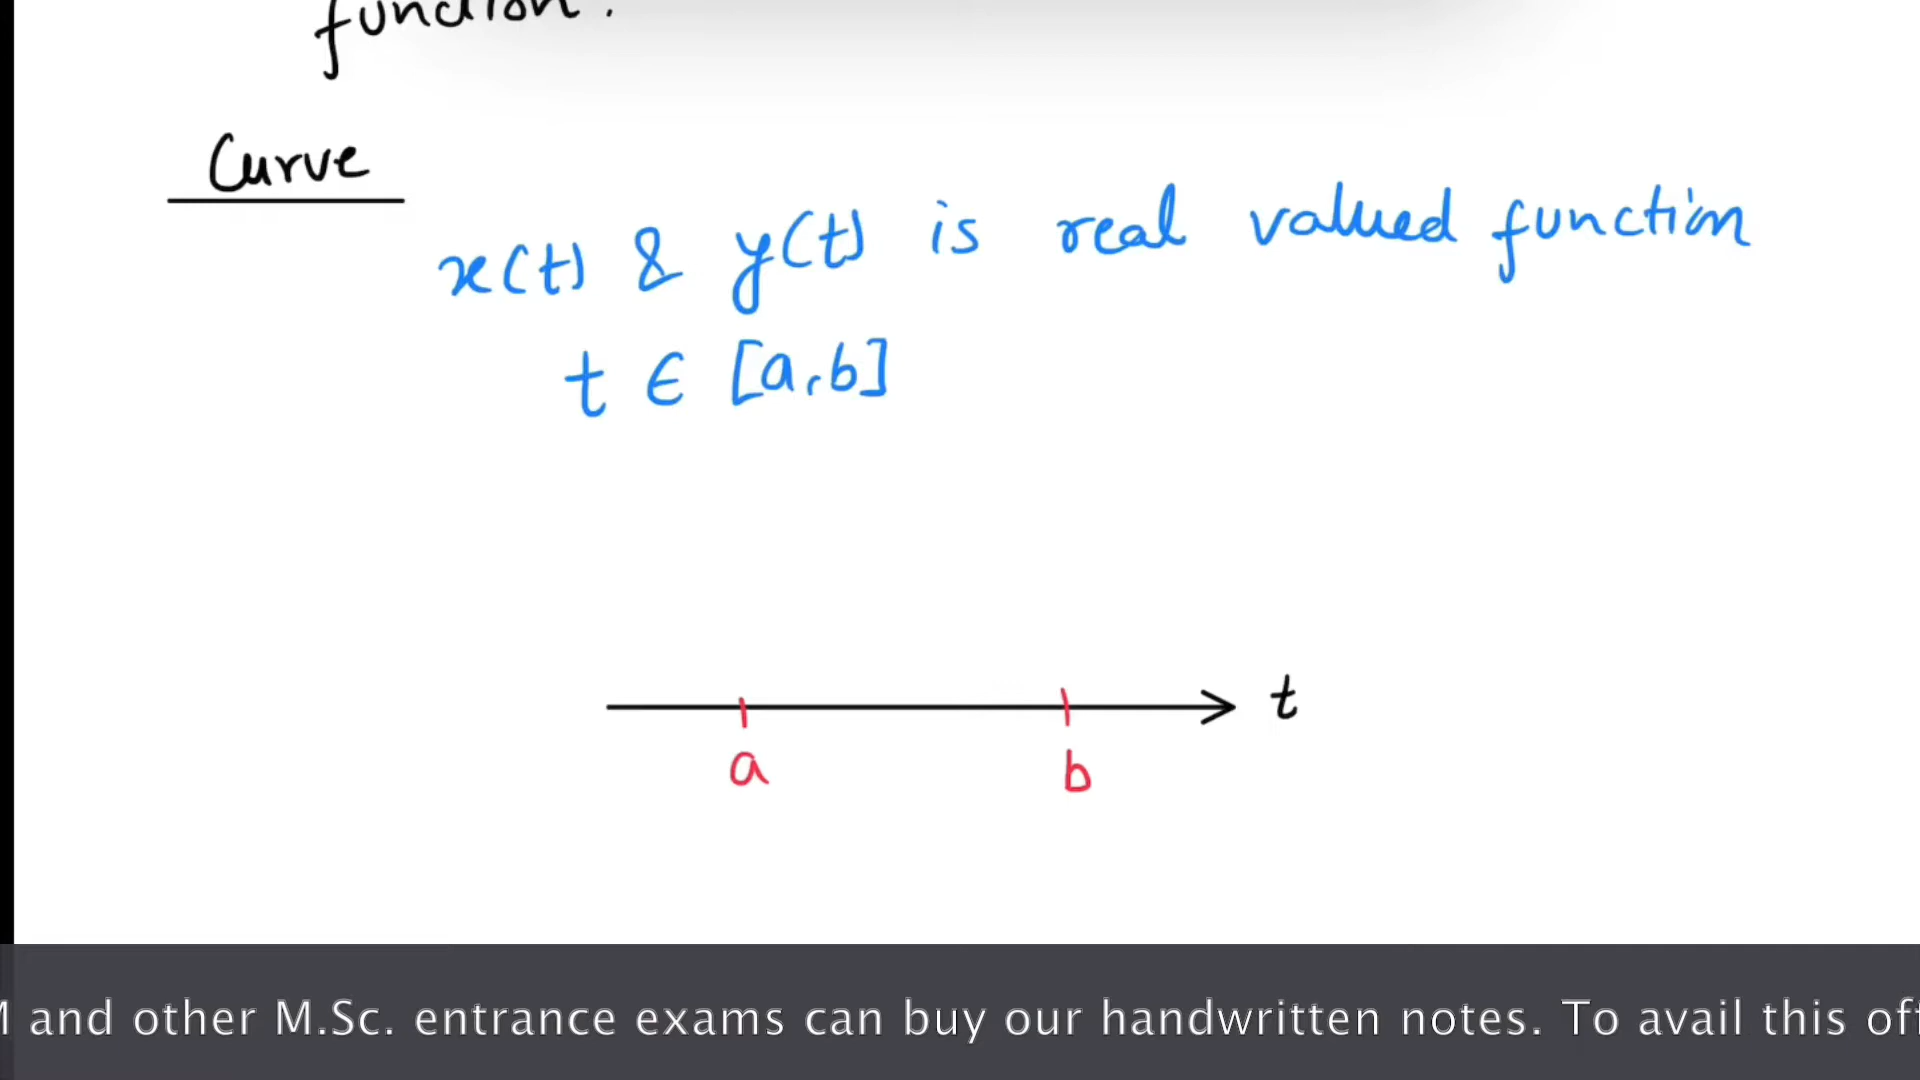 function.
Curve
x(t) & y(t) is real valued function
t ∈ [a,b]
t
a b
and other M.Sc. entrance exams can buy our handwritten notes. To avail this